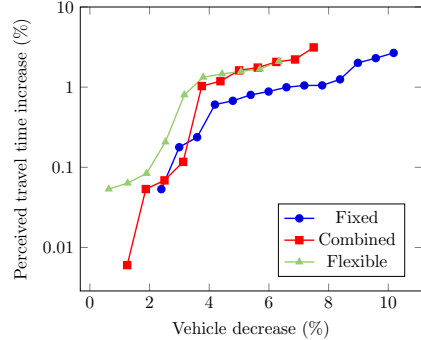 Perceived travel time increase (%)
10
1
0.1
0.01
0 2 4 6 8 10
Vehicle decrease (%)
Fixed
Combined
Flexible